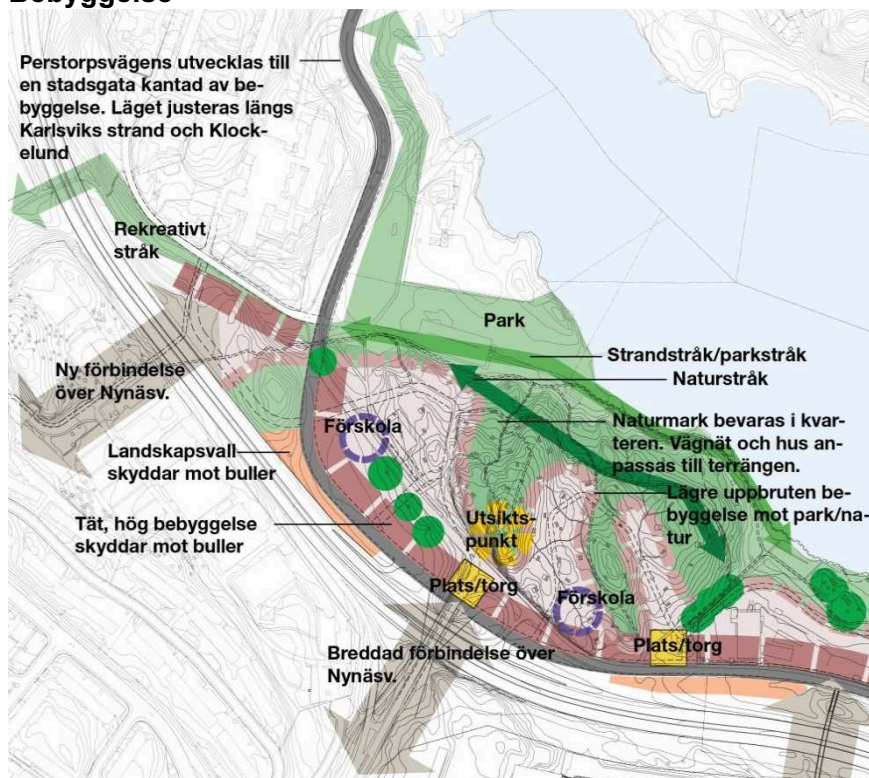 Bebyggelse
Perstorpsvägens utvecklas till
en stadsgata kantad av be-
byggelse. Läget justeras längs
Karlsviks strand och Klock-
elund
Rekreativt
stråk
Park
Strandstråk/parkstråk
Naturstråk
Ny förbindelse
över Nynäsv.
Förskola
Naturmark bevaras i kvar-
teren. Vägnät och hus an-
passas till terrängen.
Landskapsvall
skyddar mot buller
Lägre uppbruten be-
byggelse mot park/na-
tur
Tät, hög bebyggelse
skyddar mot buller
Utsikts-
punkt
Plats/torg
Förskola
Plats/torg
Breddad förbindelse över
Nynäsv.